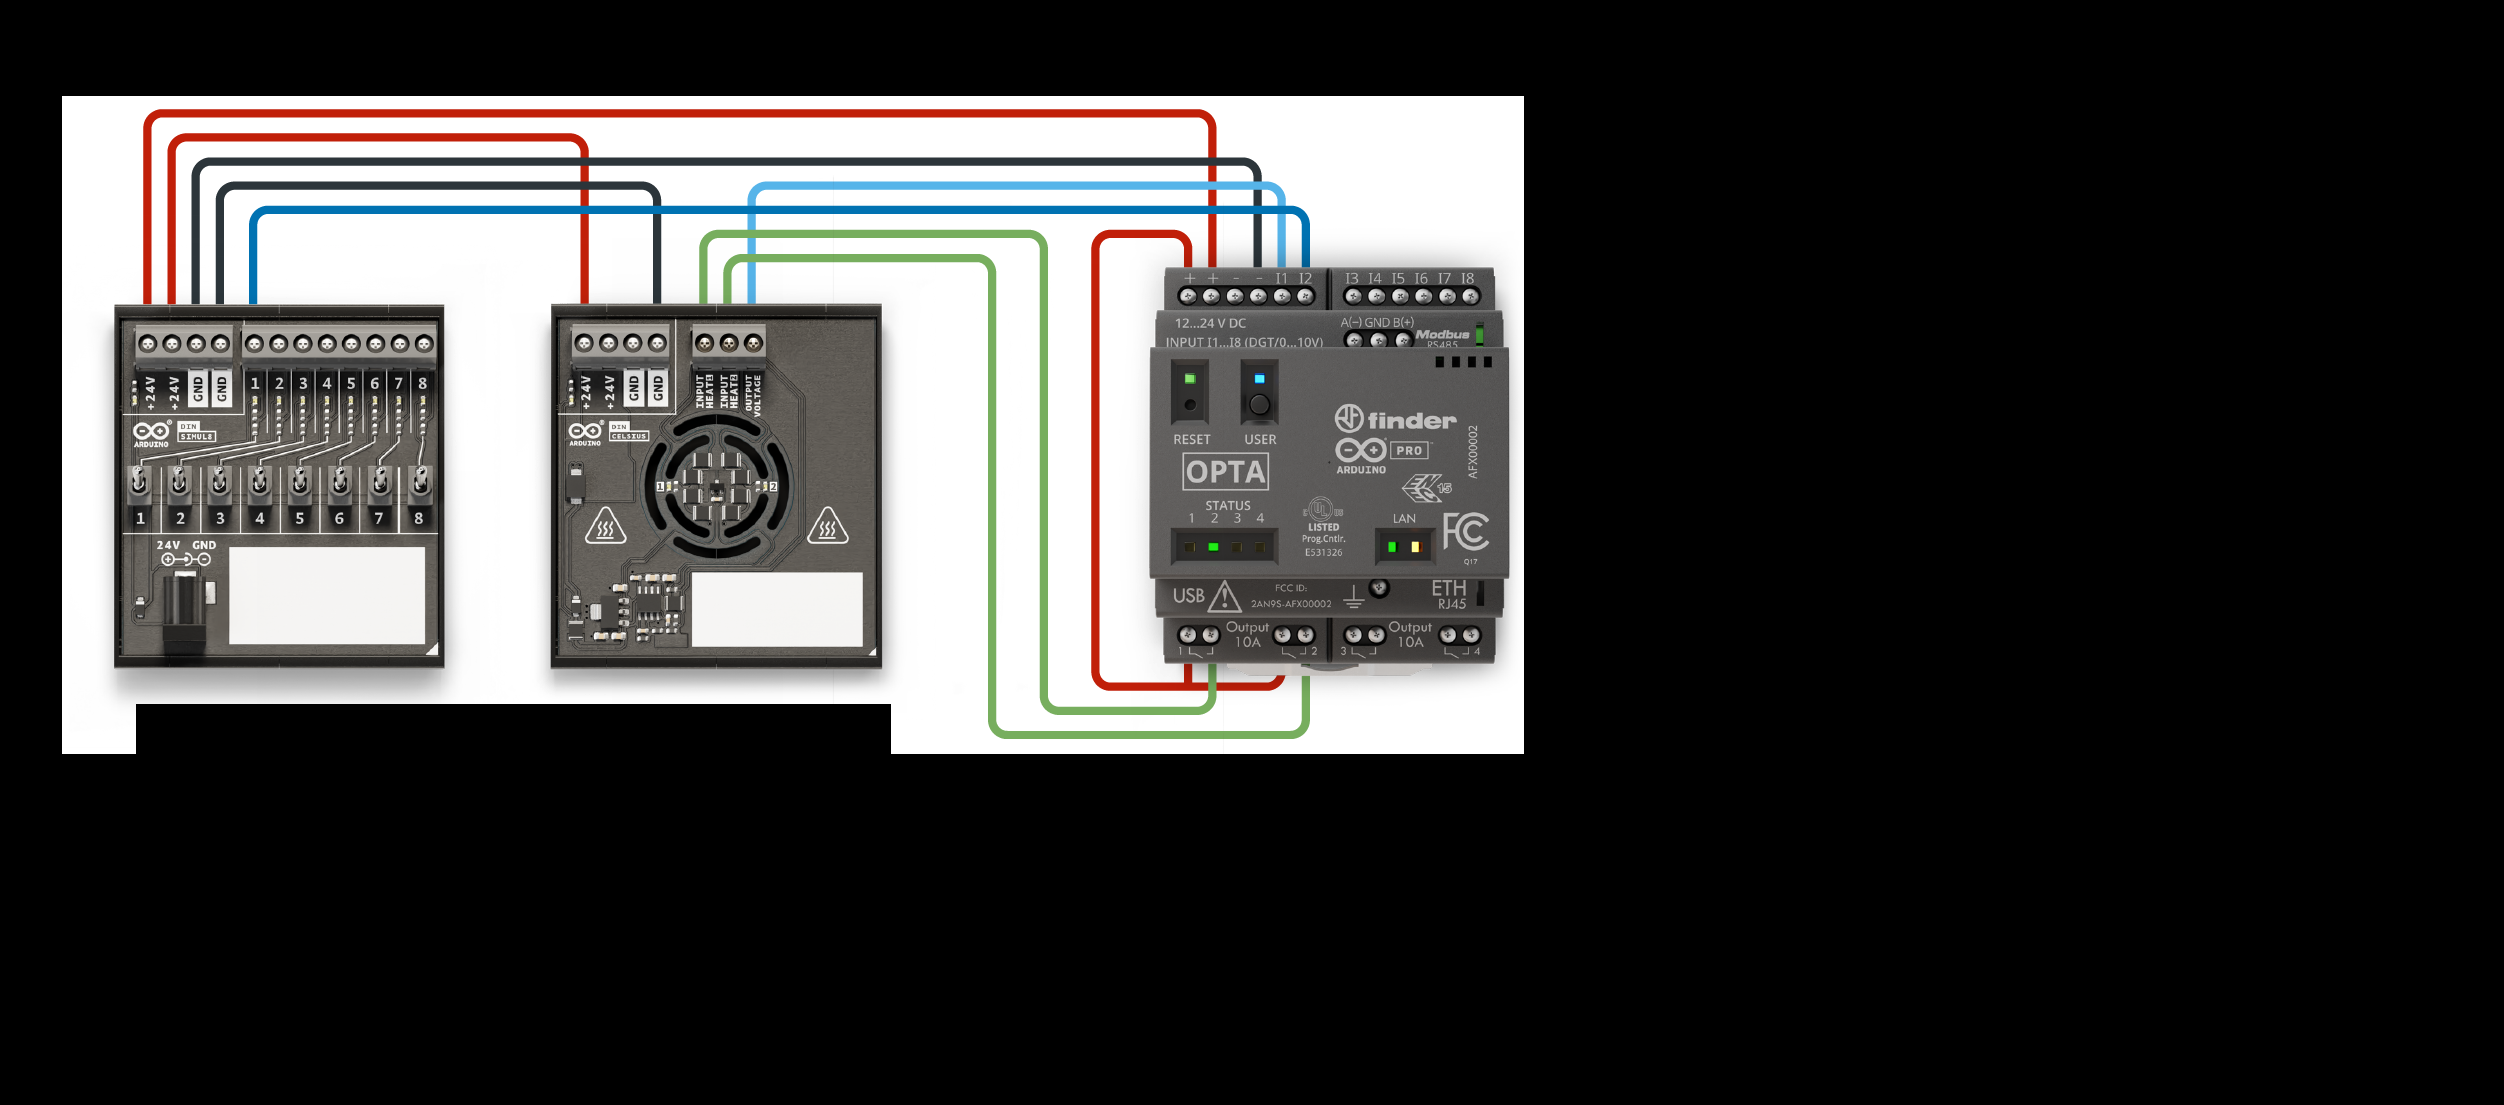 +24V +24V GND GND 1 2 3 4 5 6 7 8
ARDUINO DIN SIMUL8
1 2 3 4 5 6 7 8
24V GND
+24V +24V GND GND INPUT HEAT1 INPUT HEAT2 OUTPUT VOLTAGE
ARDUINO DIN CELSIUS
1 2
+ + - - I1 I2 I3 I4 I5 I6 I7 I8
12...24 V DC
A(-) GND B(+)
Modbus
RS485
INPUT I1...I8 (DGT/0...10V)
RESET USER
finder
ARDUINO PRO
AFX00002
OPTA
STATUS
1 2 3 4
UL
LISTED
Prog.Cntlr.
E531326
LAN
FC
Q17
USB
FCC ID:
2AN9S-AFX00002
ETH
RJ45
Output
10A
Output
10A
1 2 3 4